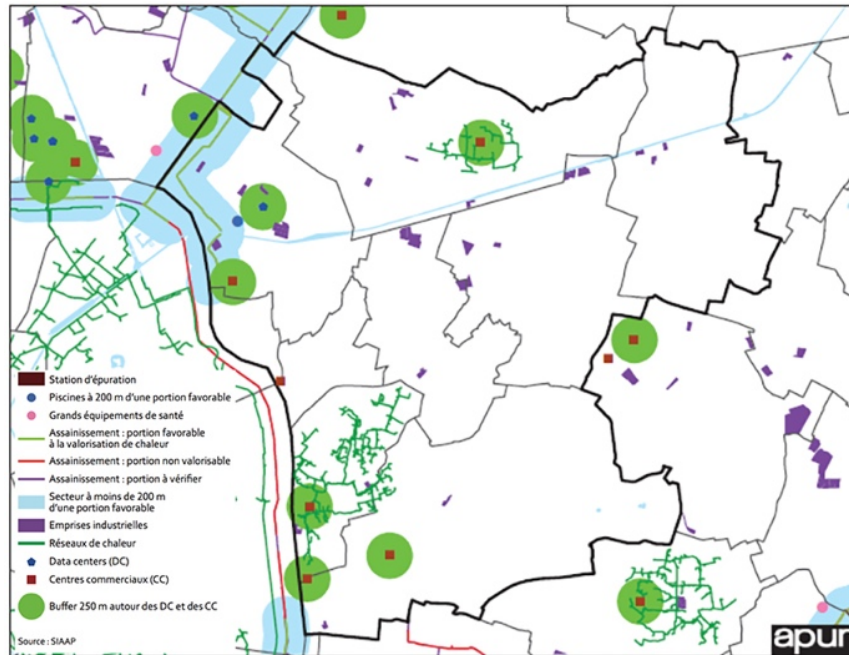 Station d'épuration
Piscines à 200 m d'une portion favorable
Grands équipements de santé
Assainissement : portion favorable
à la valorisation de chaleur
Assainissement : portion non valorisable
Assainissement : portion à vérifier
Secteur à moins de 200 m
d'une portion favorable
Emprises industrielles
Réseaux de chaleur
Data centers (DC)
Centres commerciaux (CC)
Buffer 250 m autour des DC et des CC
Source : SIAAP
apur